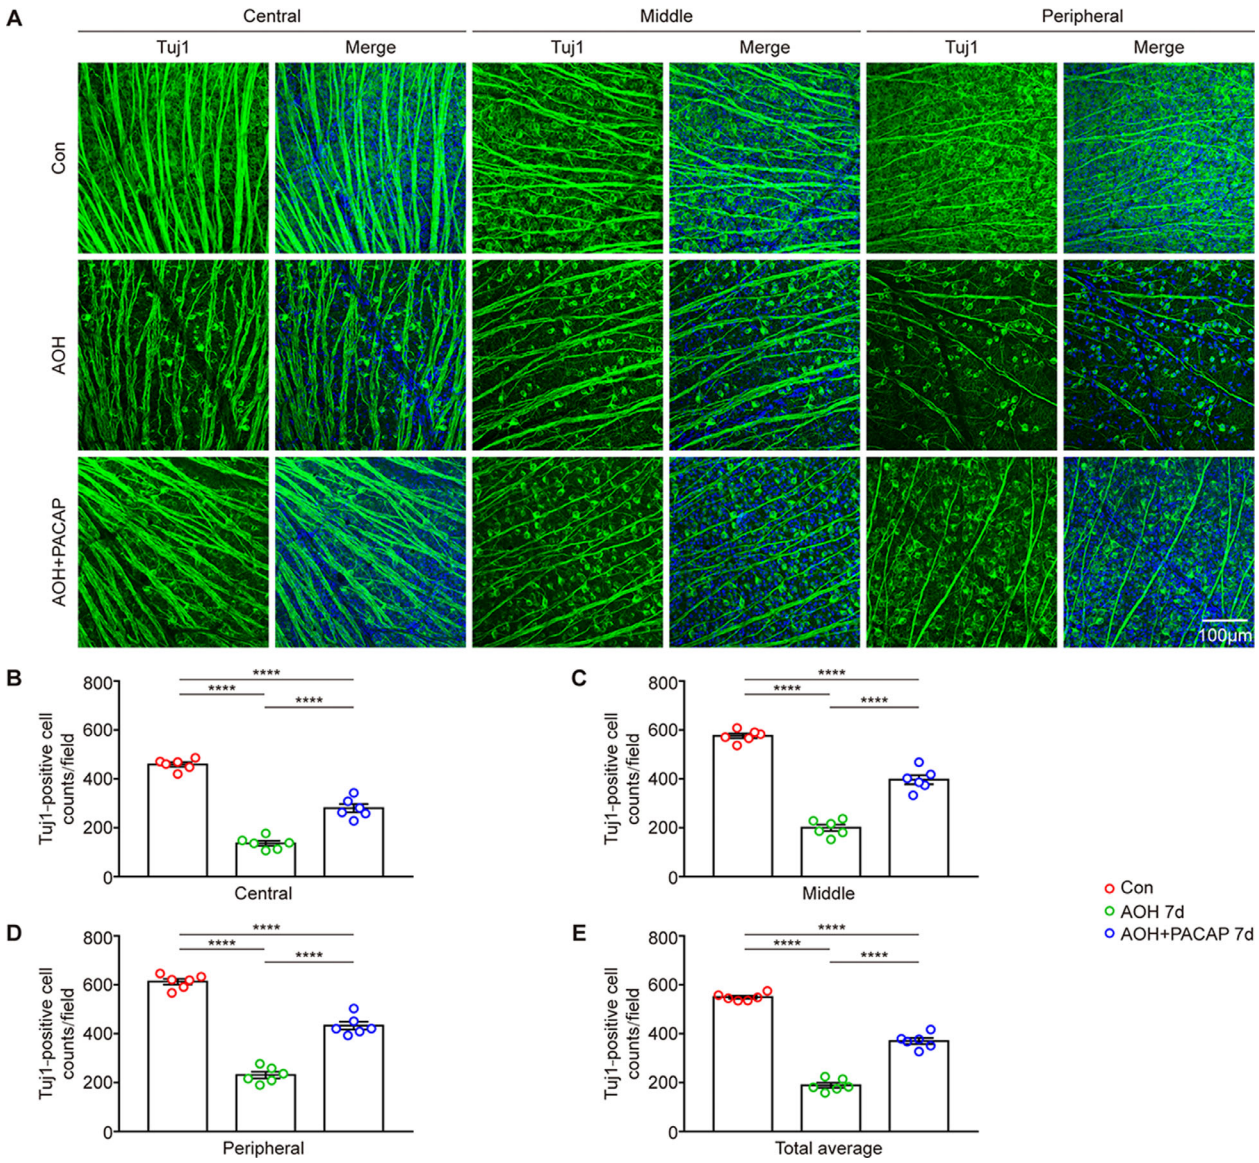 A
Central
Middle
Peripheral
Tuj1
Merge
Tuj1
Merge
Tuj1
Merge
Con
AOH
AOH+PACAP
100μm
B
Tuj1-positive cell
counts/field
800
600
400
200
0
****
****
****
Central
C
Tuj1-positive cell
counts/field
800
600
400
200
0
****
****
****
Middle
Con
AOH 7d
AOH+PACAP 7d
D
Tuj1-positive cell
counts/field
800
600
400
200
0
****
****
****
Peripheral
E
Tuj1-positive cell
counts/field
800
600
400
200
0
****
****
****
Total average